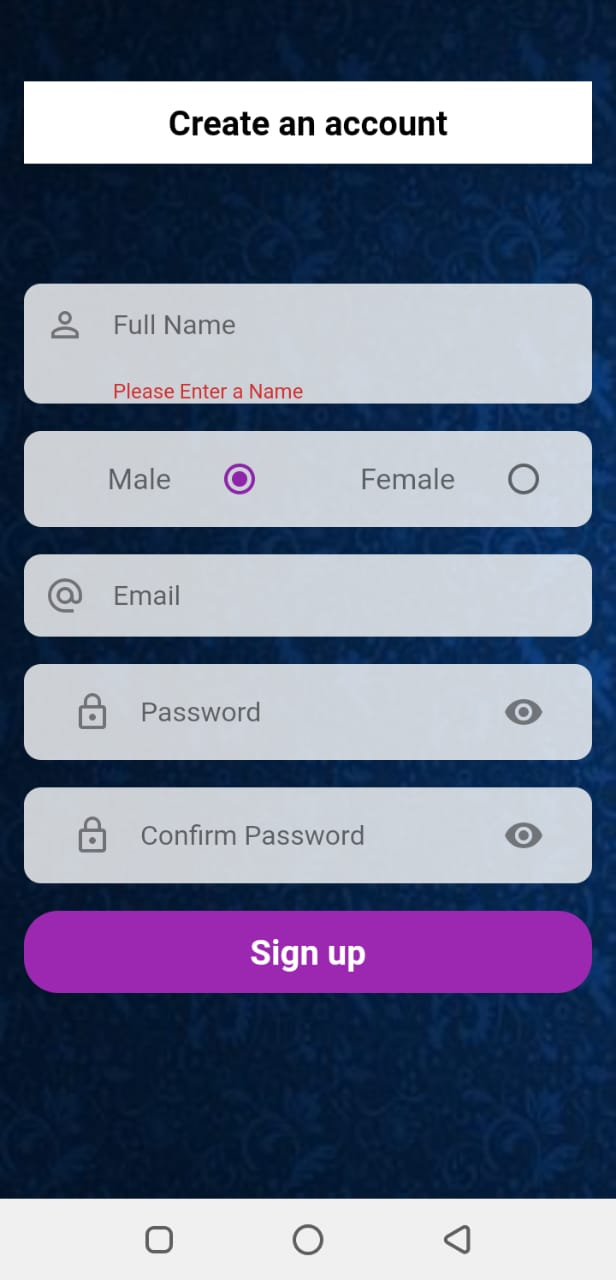 Create an account
Full Name
Please Enter a Name
Male Female
Email
Password
Confirm Password
Sign up